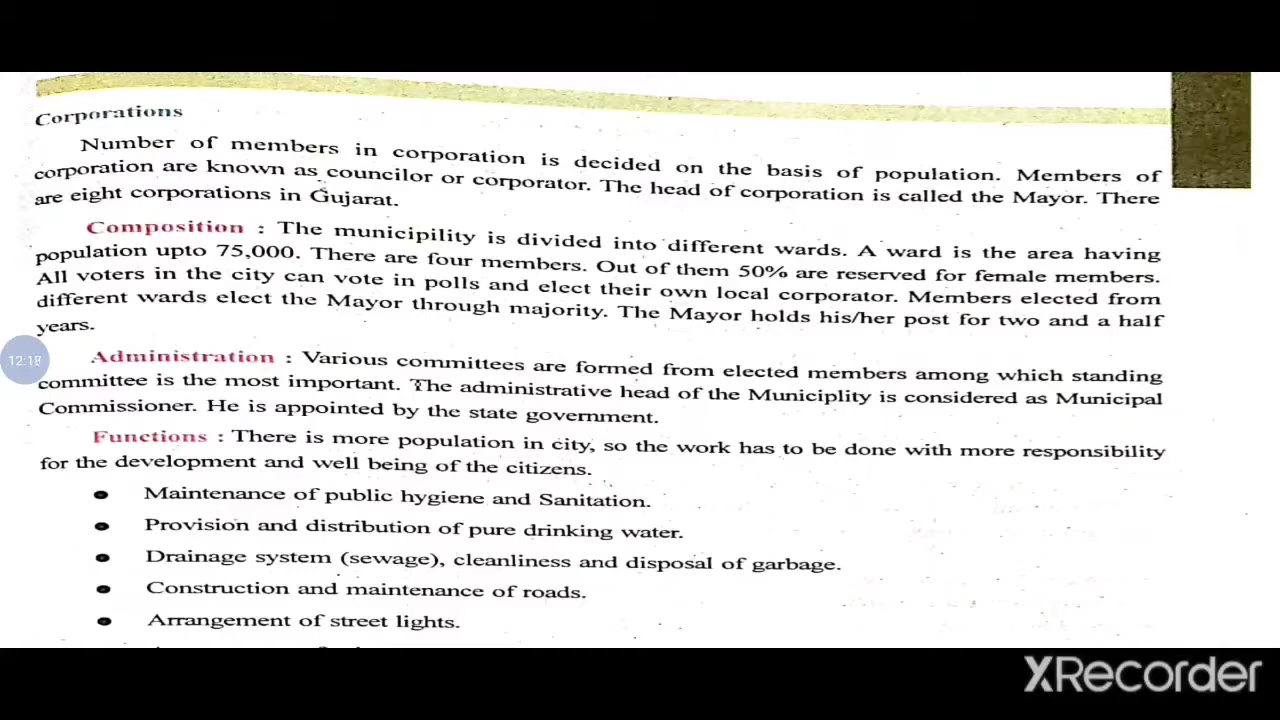 Corporations
Number of members in corporation is decided on the basis of population. Members of
corporation are known as councilor or corporator. The head of corporation is called the Mayor. There
are eight corporations in Gujarat.
Composition : The municipility is divided into different wards. A ward is the area having
population upto 75,000. There are four members. Out of them 50% are reserved for female members.
All voters in the city can vote in polls and elect their own local corporator. Members elected from
different wards elect the Mayor through majority. The Mayor holds his/her post for two and a half
years.
12:18
Administration : Various committees are formed from elected members among which standing
committee is the most important. The administrative head of the Municiplity is considered as Municipal
Commissioner. He is appointed by the state government.
Functions : There is more population in city, so the work has to be done with more responsibility
for the development and well being of the citizens.
● Maintenance of public hygiene and Sanitation.
● Provision and distribution of pure drinking water.
● Drainage system (sewage), cleanliness and disposal of garbage.
● Construction and maintenance of roads.
● Arrangement of street lights.
XRecorder